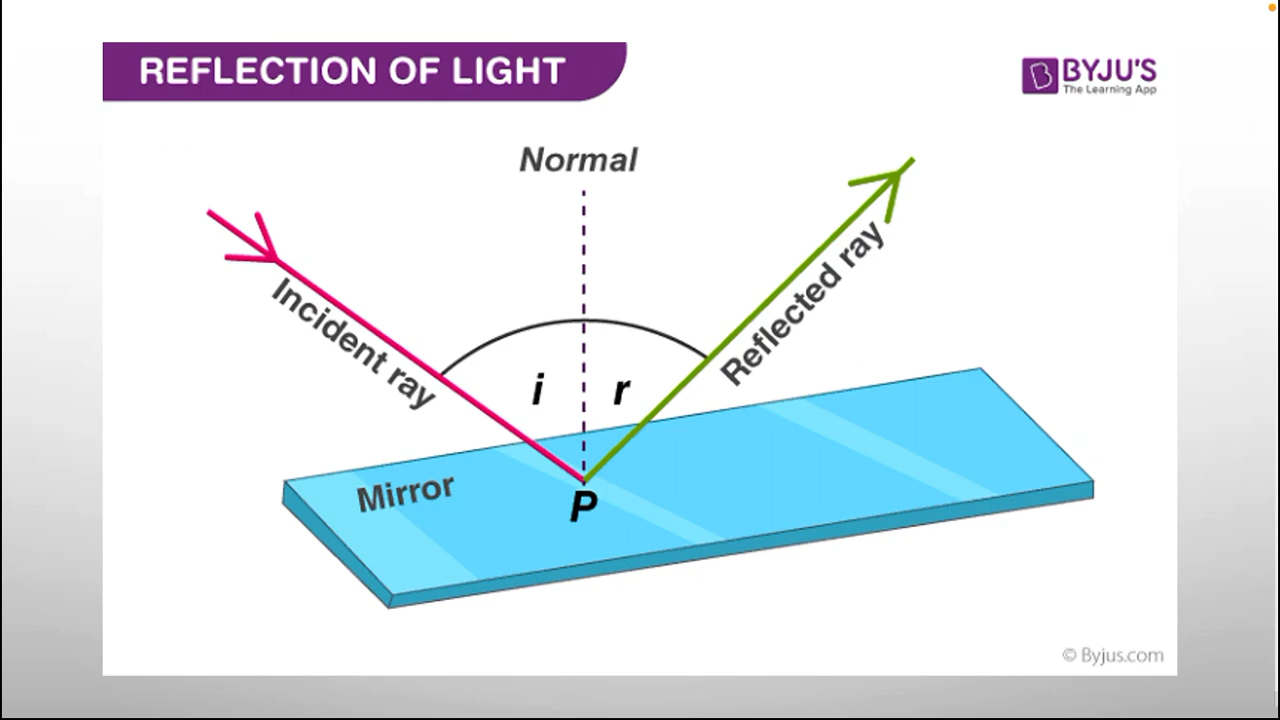 REFLECTION OF LIGHT
BYJU'S
The Learning App
Normal
Incident ray
Reflected ray
i
r
Mirror
P
© Byjus.com